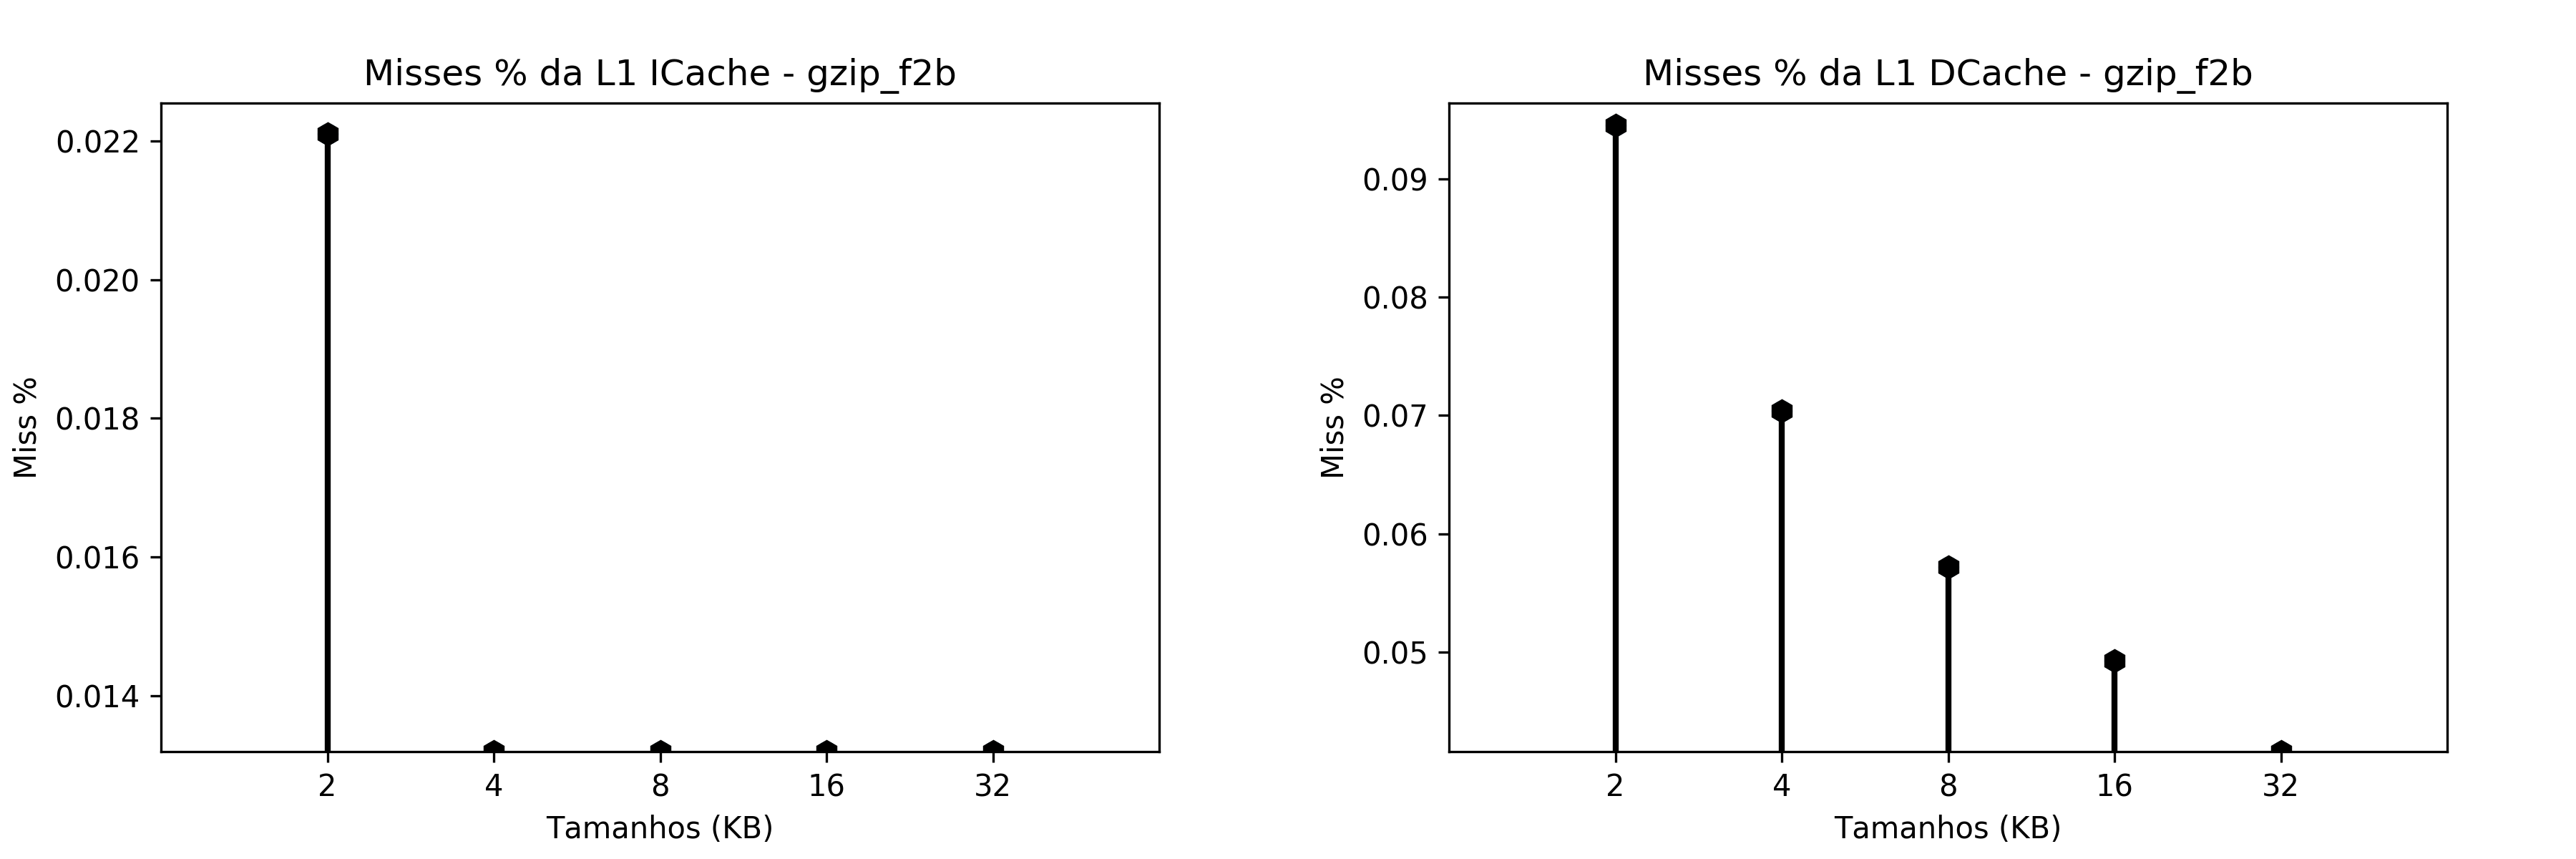 Misses % da L1 ICache - gzip_f2b
Miss %
0.022
0.020
0.018
0.016
0.014
2 4 8 16 32
Tamanhos (KB)
Misses % da L1 DCache - gzip_f2b
Miss %
0.09
0.08
0.07
0.06
0.05
2 4 8 16 32
Tamanhos (KB)